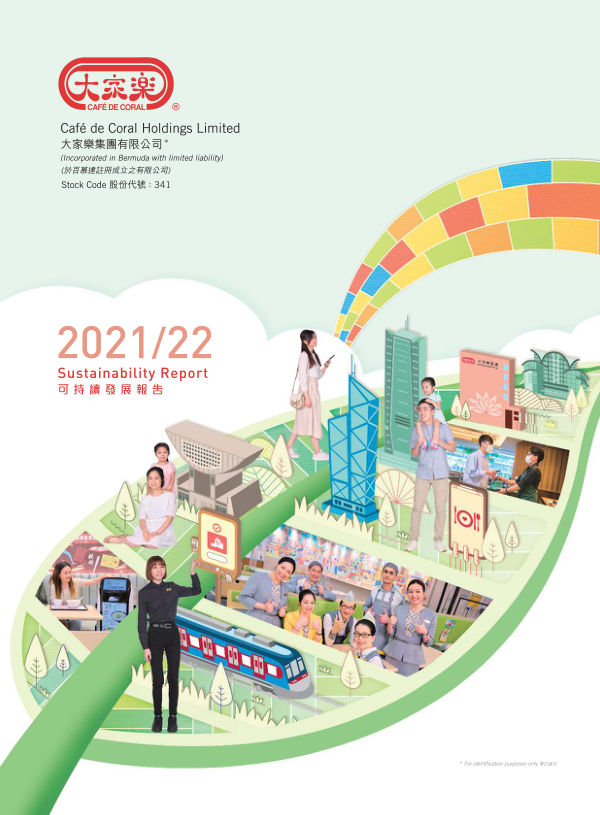 大家樂
CAFÉ DE CORAL
®
Café de Coral Holdings Limited
大家樂集團有限公司*
(Incorporated in Bermuda with limited liability)
(於百慕達註冊成立之有限公司)
Stock Code 股份代號：341
2021/22
Sustainability Report
可持續發展報告
* For identification purposes only 僅供識別